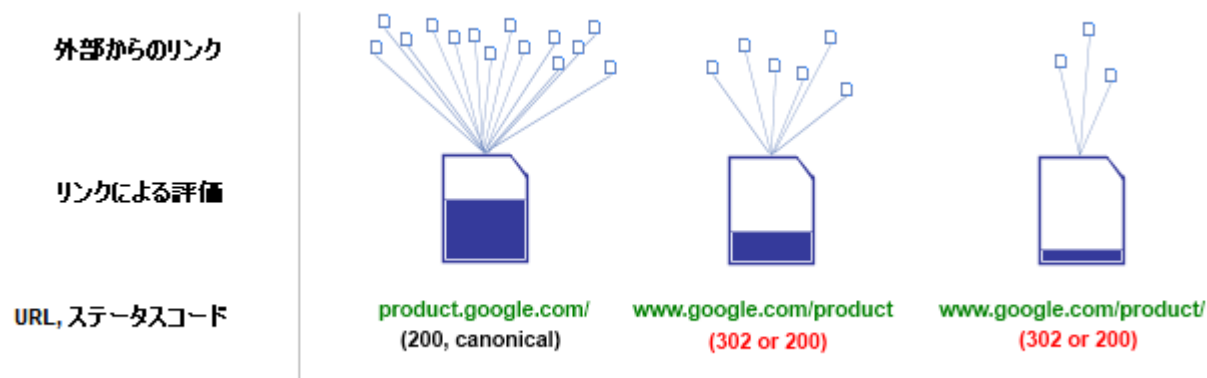 外部からのリンク
リンクによる評価
URL, ステータスコード
product.google.com/
(200, canonical)
www.google.com/product
(302 or 200)
www.google.com/product/
(302 or 200)